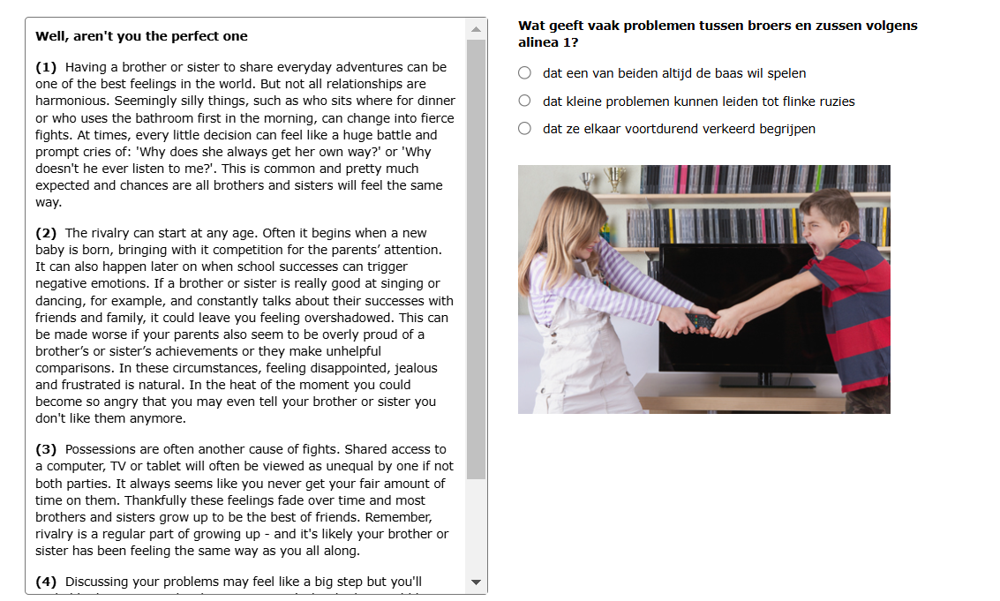 Well, aren't you the perfect one
(1) Having a brother or sister to share everyday adventures can be
one of the best feelings in the world. But not all relationships are
harmonious. Seemingly silly things, such as who sits where for dinner
or who uses the bathroom first in the morning, can change into fierce
fights. At times, every little decision can feel like a huge battle and
prompt cries of: 'Why does she always get her own way?' or 'Why
doesn't he ever listen to me?'. This is common and pretty much
expected and chances are all brothers and sisters will feel the same
way.
(2) The rivalry can start at any age. Often it begins when a new
baby is born, bringing with it competition for the parents’ attention.
It can also happen later on when school successes can trigger
negative emotions. If a brother or sister is really good at singing or
dancing, for example, and constantly talks about their successes with
friends and family, it could leave you feeling overshadowed. This can
be made worse if your parents also seem to be overly proud of a
brother’s or sister’s achievements or they make unhelpful
comparisons. In these circumstances, feeling disappointed, jealous
and frustrated is natural. In the heat of the moment you could
become so angry that you may even tell your brother or sister you
don't like them anymore.
(3) Possessions are often another cause of fights. Shared access to
a computer, TV or tablet will often be viewed as unequal by one if not
both parties. It always seems like you never get your fair amount of
time on them. Thankfully these feelings fade over time and most
brothers and sisters grow up to be the best of friends. Remember,
rivalry is a regular part of growing up - and it's likely your brother or
sister has been feeling the same way as you all along.
(4) Discussing your problems may feel like a big step but you'll
Wat geeft vaak problemen tussen broers en zussen volgens
alinea 1?
dat een van beiden altijd de baas wil spelen
dat kleine problemen kunnen leiden tot flinke ruzies
dat ze elkaar voortdurend verkeerd begrijpen